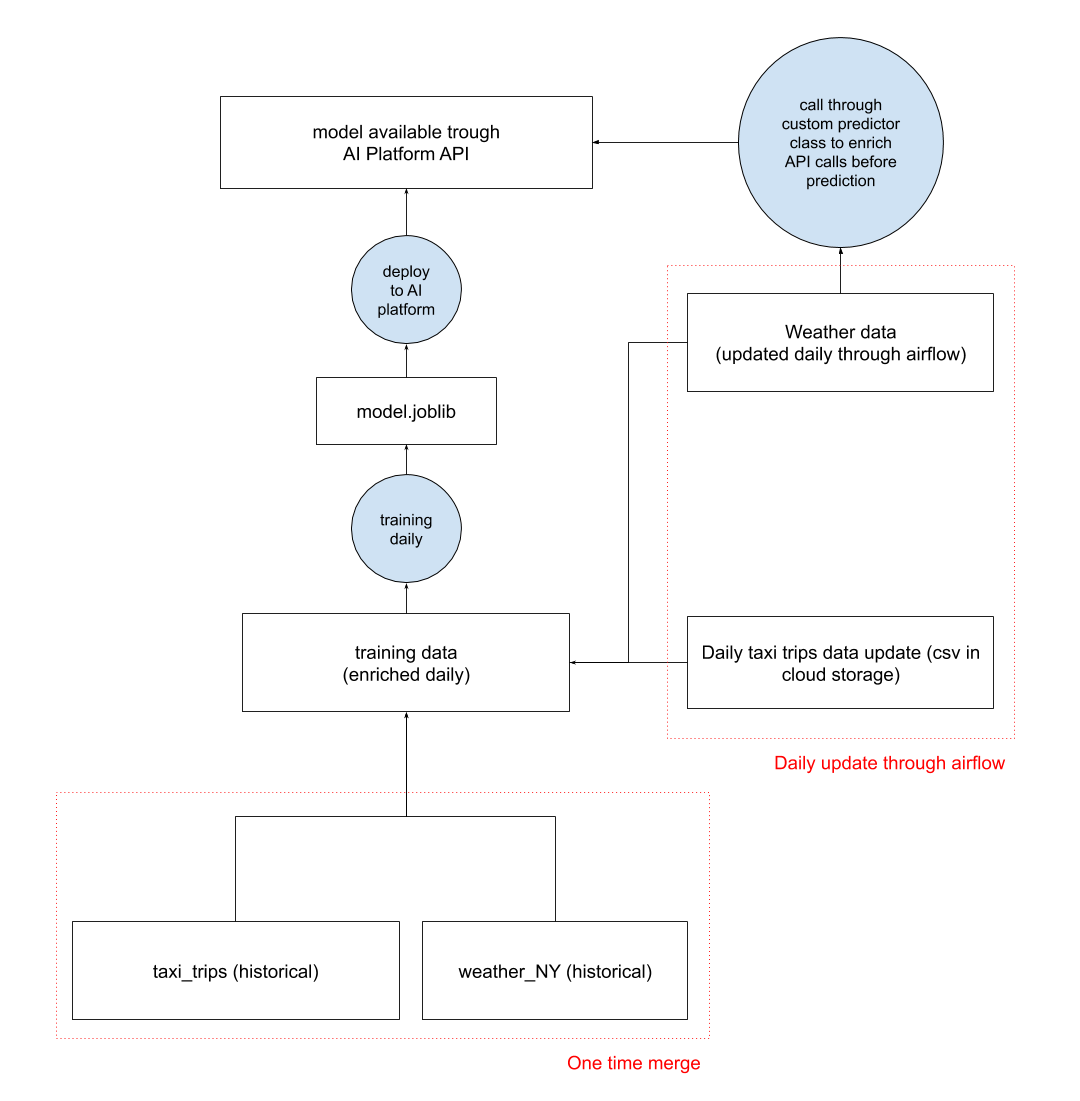 call through
custom predictor
class to enrich
API calls before
prediction
model available trough
AI Platform API
deploy
to AI
platform
Weather data
(updated daily through airflow)
model.joblib
training
daily
training data
(enriched daily)
Daily taxi trips data update (csv in
cloud storage)
Daily update through airflow
taxi_trips (historical)
weather_NY (historical)
One time merge